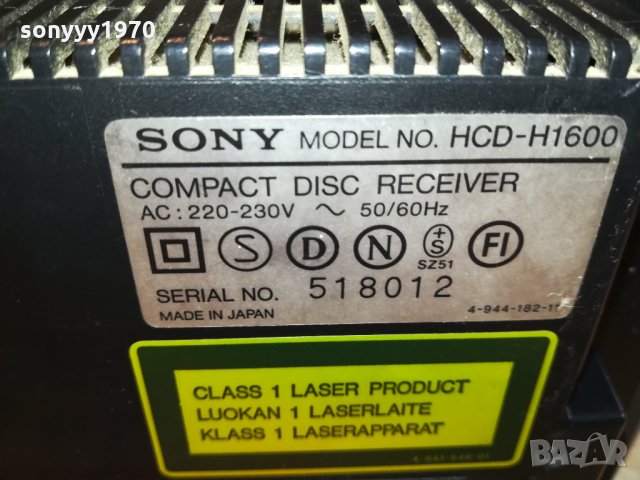 sonyyy1970
SONY MODEL NO. HCD-H1600
COMPACT DISC RECEIVER
AC: 220-230V ~ 50/60Hz
S D N +S SZ51 FI
SERIAL NO. 518012
MADE IN JAPAN 4-944-182-11
CLASS 1 LASER PRODUCT
LUOKAN 1 LASERLAITE
KLASS 1 LASERAPPARAT
BAZAR